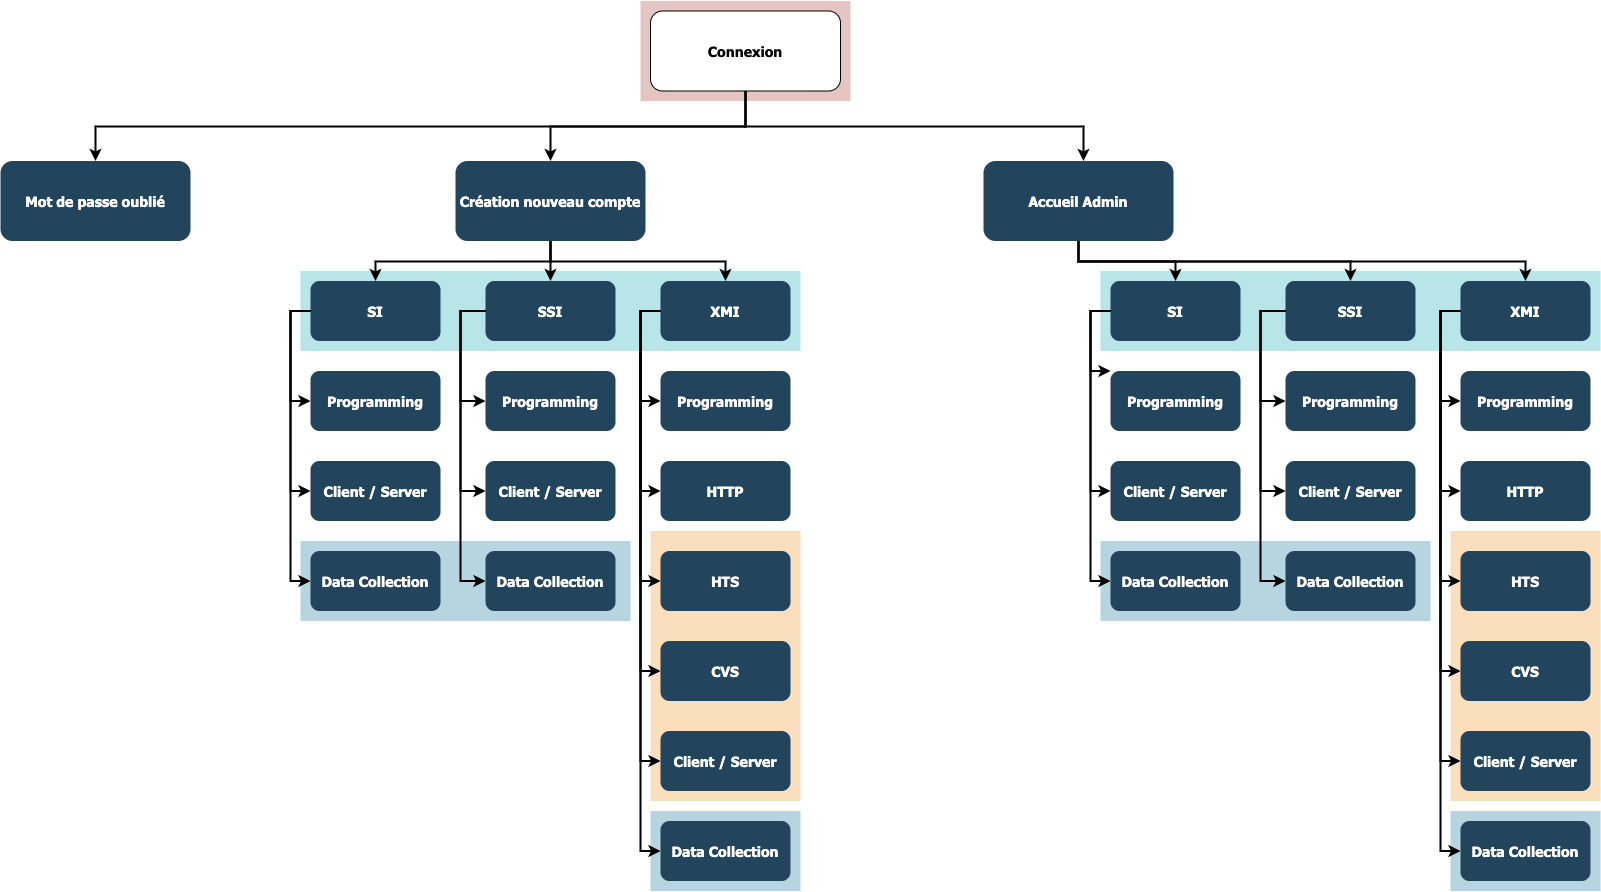 Connexion
Mot de passe oublié
Création nouveau compte
Accueil Admin
SI
SSI
XMI
SI
SSI
XMI
Programming
Programming
Programming
Programming
Programming
Programming
Client / Server
Client / Server
HTTP
Client / Server
Client / Server
HTTP
Data Collection
Data Collection
HTS
Data Collection
Data Collection
HTS
CVS
CVS
Client / Server
Client / Server
Data Collection
Data Collection